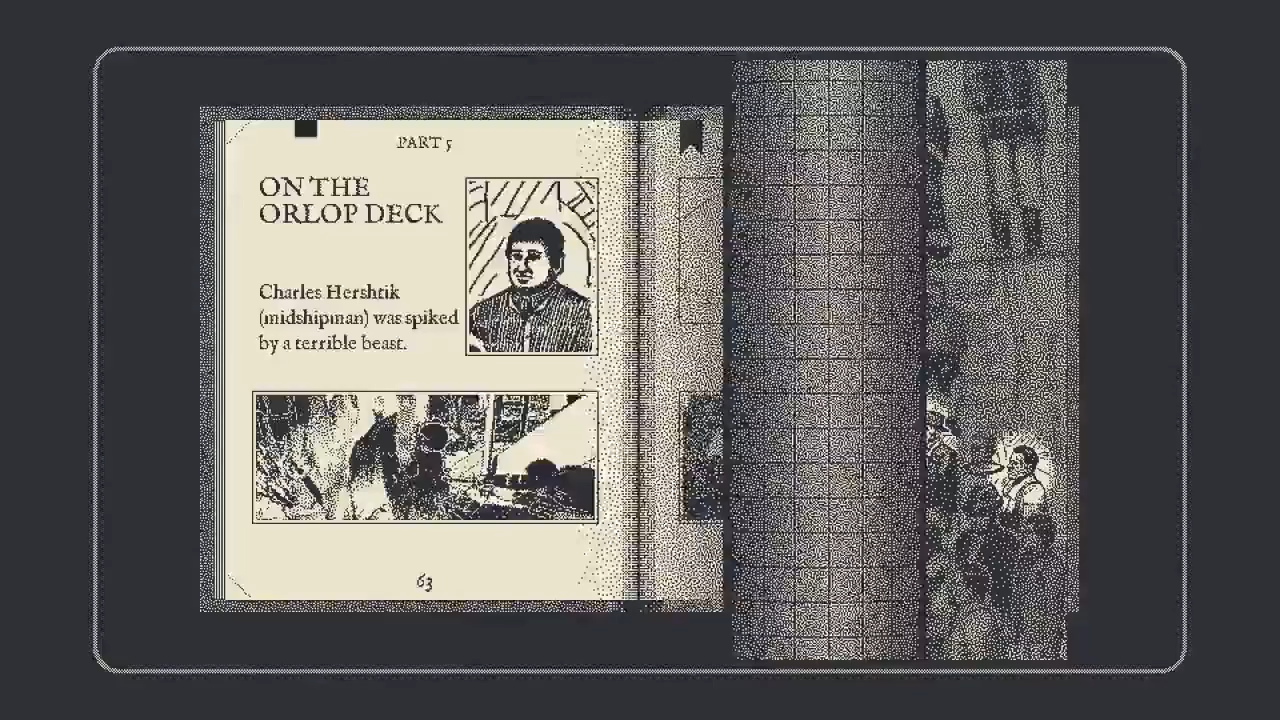 PART 5
ON THE
ORLOP DECK
Charles Hershtik
(midshipman) was spiked
by a terrible beast.
63